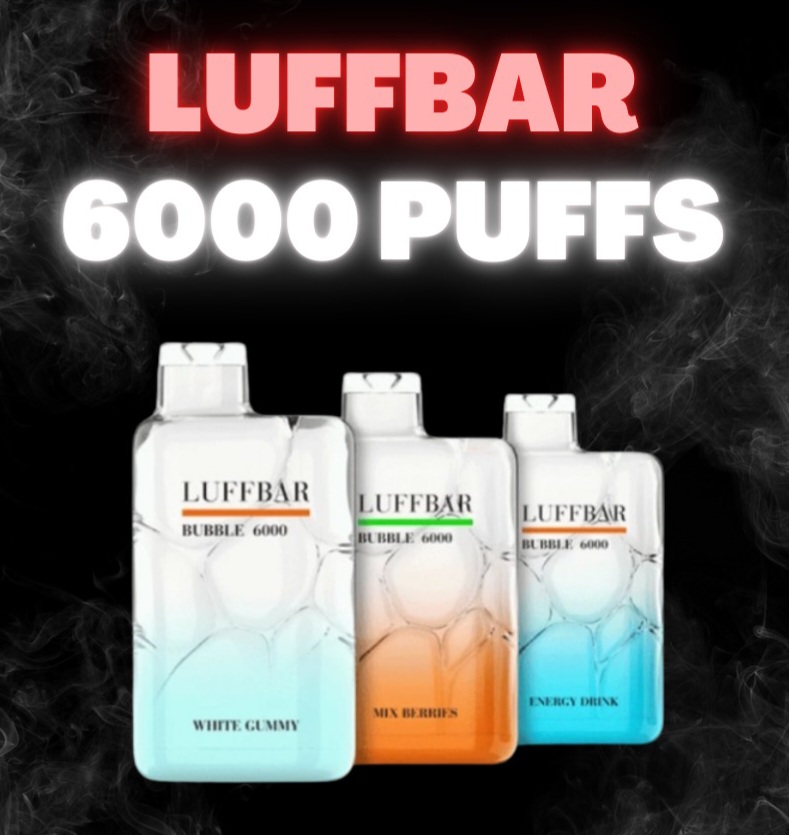 LUFFBAR
6000 PUFFS
LUFFBAR
BUBBLE 6000
WHITE GUMMY
LUFFBAR
BUBBLE 6000
MIX BERRIES
LUFFBAR
BUBBLE 6000
ENERGY DRINK